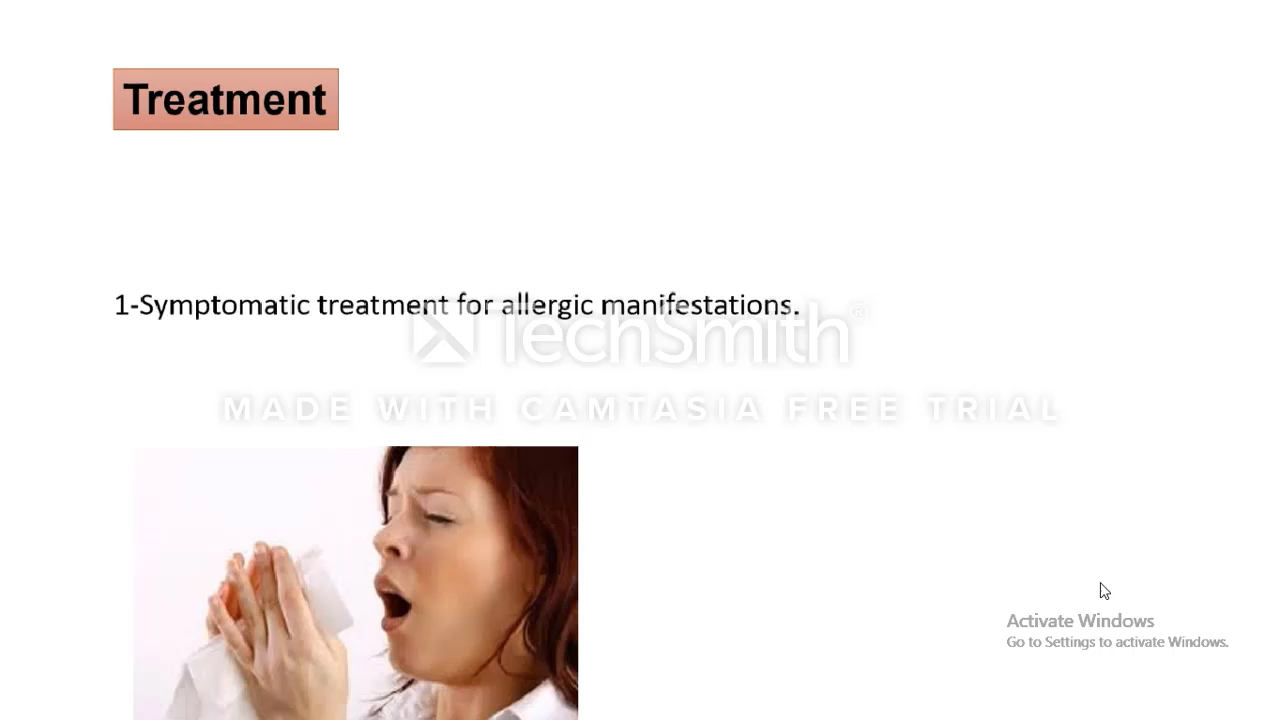 Treatment
1-Symptomatic treatment for allergic manifestations.
TechSmith®
MADE WITH CAMTASIA FREE TRIAL
Activate Windows
Go to Settings to activate Windows.